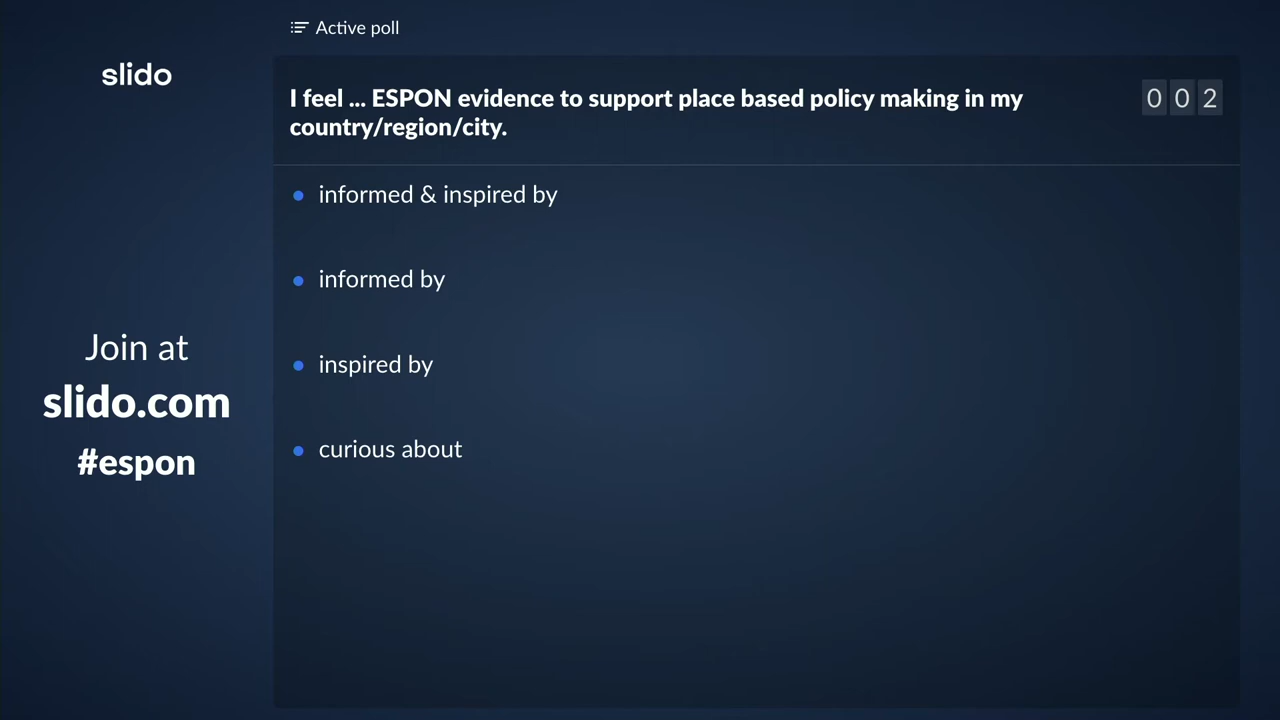 Active poll
slido
I feel ... ESPON evidence to support place based policy making in my
country/region/city.
002
informed & inspired by
informed by
inspired by
curious about
Join at
slido.com
#espon